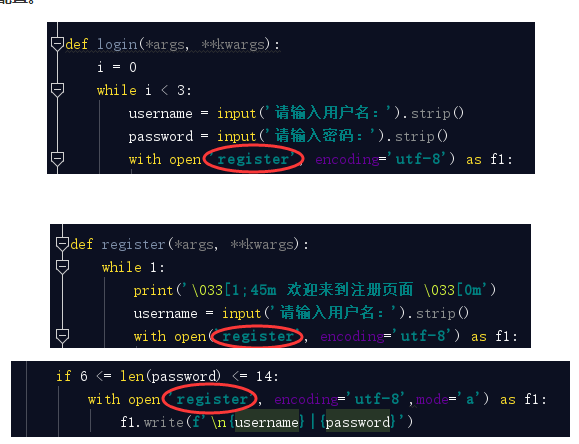 def login(*args, **kwargs):
i = 0
while i < 3:
username = input('请输入用户名：').strip()
password = input('请输入密码：').strip()
with open('register', encoding='utf-8') as f1:
def register(*args, **kwargs):
while 1:
print('\033[1;45m 欢迎来到注册页面 \033[0m')
username = input('请输入用户名：').strip()
with open('register', encoding='utf-8') as f1:
if 6 <= len(password) <= 14:
with open('register', encoding='utf-8',mode='a') as f1:
f1.write(f'\n{username}|{password}')